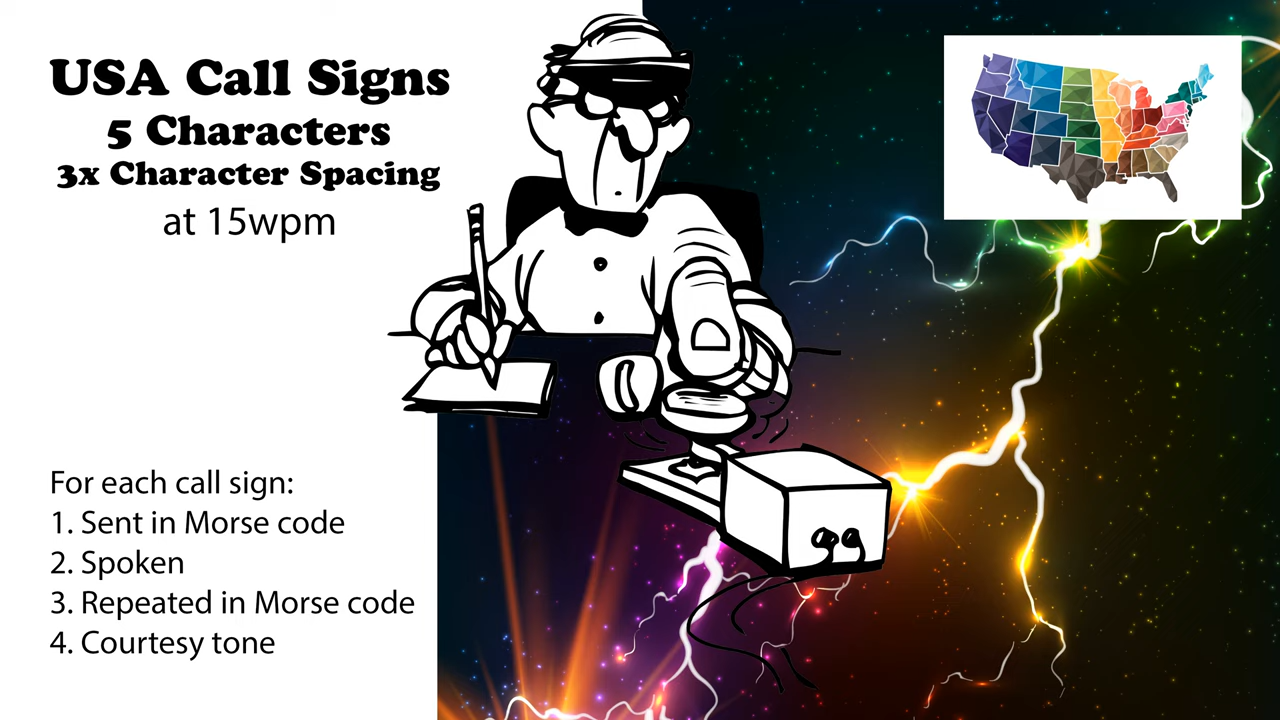 USA Call Signs
5 Characters
3x Character Spacing
at 15wpm
For each call sign:
1. Sent in Morse code
2. Spoken
3. Repeated in Morse code
4. Courtesy tone